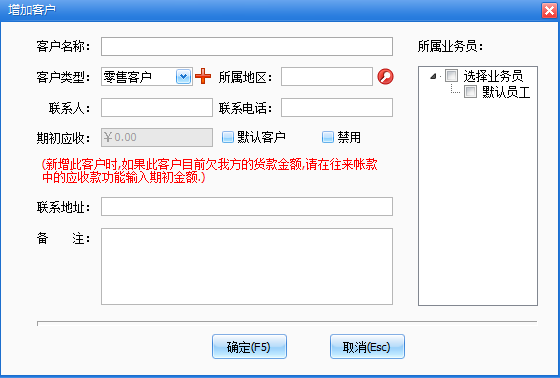 增加客户
客户名称：
所属业务员：
客户类型： 零售客户 所属地区：
选择业务员
默认员工
联系人： 联系电话：
期初应收： ￥0.00 默认客户 禁用
(新增此客户时,如果此客户目前欠我方的货款金额,请在往来帐款
中的应收款功能输入期初金额.)
联系地址：
备 注：
确定(F5) 取消(Esc)